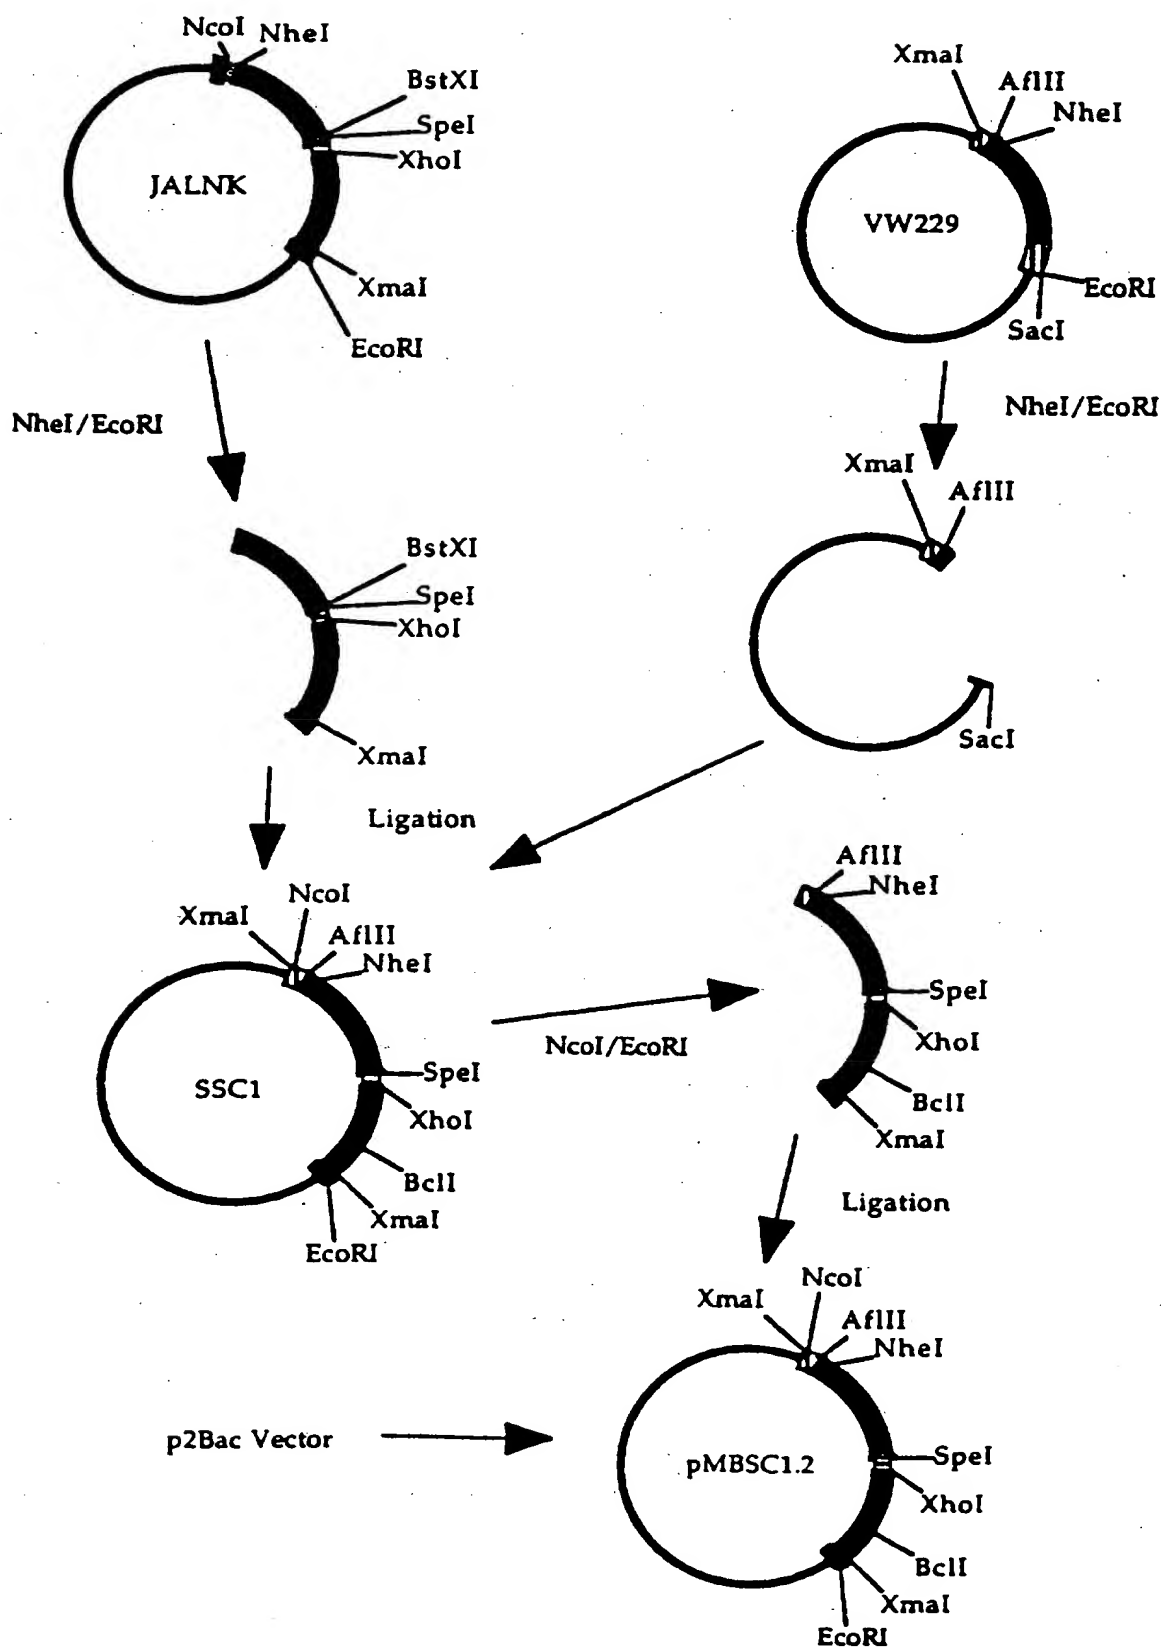 NcoI
NheI
BstXI
SpeI
XhoI
JALNK
XmaI
EcoRI
XmaI
AflII
NheI
VW229
EcoRI
SacI
NheI/EcoRI
NheI/EcoRI
BstXI
SpeI
XhoI
XmaI
XmaI
AflII
SacI
Ligation
NcoI
XmaI
AflII
NheI
SSC1
SpeI
XhoI
BclI
XmaI
EcoRI
NcoI/EcoRI
AflII
NheI
SpeI
XhoI
BclI
XmaI
Ligation
p2Bac Vector
NcoI
XmaI
AflII
NheI
pMBSC1.2
SpeI
XhoI
BclI
XmaI
EcoRI